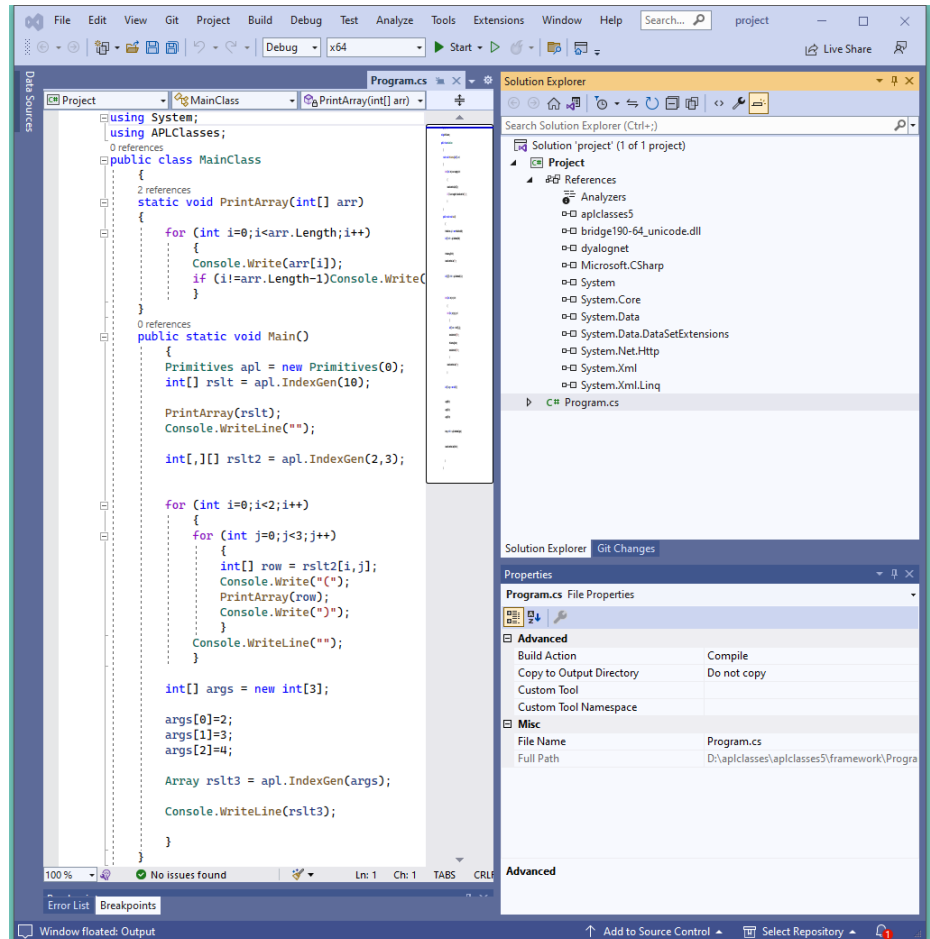 File Edit View Git Project Build Debug Test Analyze Tools Extensions Window Help Search... project
Debug x64 Start Live Share
Data Sources
Program.cs
Project MainClass PrintArray(int[] arr)
using System;
using APLClasses;
0 references
public class MainClass
{
2 references
static void PrintArray(int[] arr)
{
for (int i=0;i<arr.Length;i++)
{
Console.Write(arr[i]);
if (i!=arr.Length-1)Console.Write(
}
}
0 references
public static void Main()
{
Primitives apl = new Primitives(0);
int[] rslt = apl.IndexGen(10);
PrintArray(rslt);
Console.WriteLine("");
int[,][] rslt2 = apl.IndexGen(2,3);
for (int i=0;i<2;i++)
{
for (int j=0;j<3;j++)
{
int[] row = rslt2[i,j];
Console.Write("(");
PrintArray(row);
Console.Write(")");
}
Console.WriteLine("");
}
int[] args = new int[3];
args[0]=2;
args[1]=3;
args[2]=4;
Array rslt3 = apl.IndexGen(args);
Console.WriteLine(rslt3);
}
}
100 % No issues found Ln: 1 Ch: 1 TABS CRLF
Error List Breakpoints
Solution Explorer
Search Solution Explorer (Ctrl+;)
Solution 'project' (1 of 1 project)
C# Project
References
Analyzers
aplclasses5
bridge190-64_unicode.dll
dyalognet
Microsoft.CSharp
System
System.Core
System.Data
System.Data.DataSetExtensions
System.Net.Http
System.Xml
System.Xml.Linq
C# Program.cs
Solution Explorer Git Changes
Properties
Program.cs File Properties
Advanced
Build Action Compile
Copy to Output Directory Do not copy
Custom Tool
Custom Tool Namespace
Misc
File Name Program.cs
Full Path D:\aplclasses\aplclasses5\framework\Progra
Advanced
Window floated: Output Add to Source Control Select Repository 1